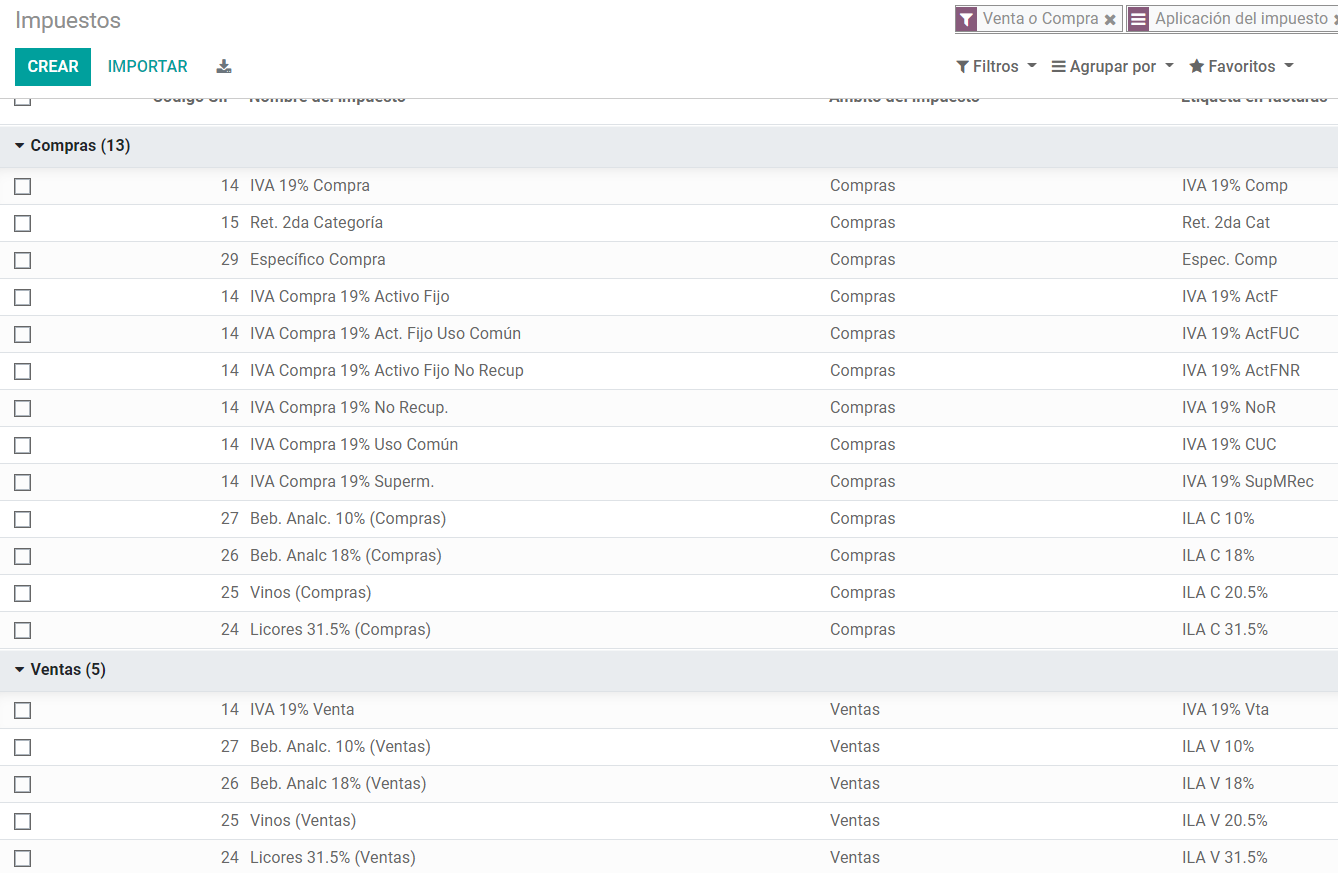 Impuestos
Venta o Compra ✖ Aplicación del impuesto
CREAR IMPORTAR Filtros Agrupar por Favoritos
Código SII Nombre del impuesto Ámbito del impuesto Etiqueta en facturas
Compras (13)
14 IVA 19% Compra Compras IVA 19% Comp
15 Ret. 2da Categoría Compras Ret. 2da Cat
29 Específico Compra Compras Espec. Comp
14 IVA Compra 19% Activo Fijo Compras IVA 19% ActF
14 IVA Compra 19% Act. Fijo Uso Común Compras IVA 19% ActFUC
14 IVA Compra 19% Activo Fijo No Recup Compras IVA 19% ActFNR
14 IVA Compra 19% No Recup. Compras IVA 19% NoR
14 IVA Compra 19% Uso Común Compras IVA 19% CUC
14 IVA Compra 19% Superm. Compras IVA 19% SupMRec
27 Beb. Analc. 10% (Compras) Compras ILA C 10%
26 Beb. Analc 18% (Compras) Compras ILA C 18%
25 Vinos (Compras) Compras ILA C 20.5%
24 Licores 31.5% (Compras) Compras ILA C 31.5%
Ventas (5)
14 IVA 19% Venta Ventas IVA 19% Vta
27 Beb. Analc. 10% (Ventas) Ventas ILA V 10%
26 Beb. Analc 18% (Ventas) Ventas ILA V 18%
25 Vinos (Ventas) Ventas ILA V 20.5%
24 Licores 31.5% (Ventas) Ventas ILA V 31.5%